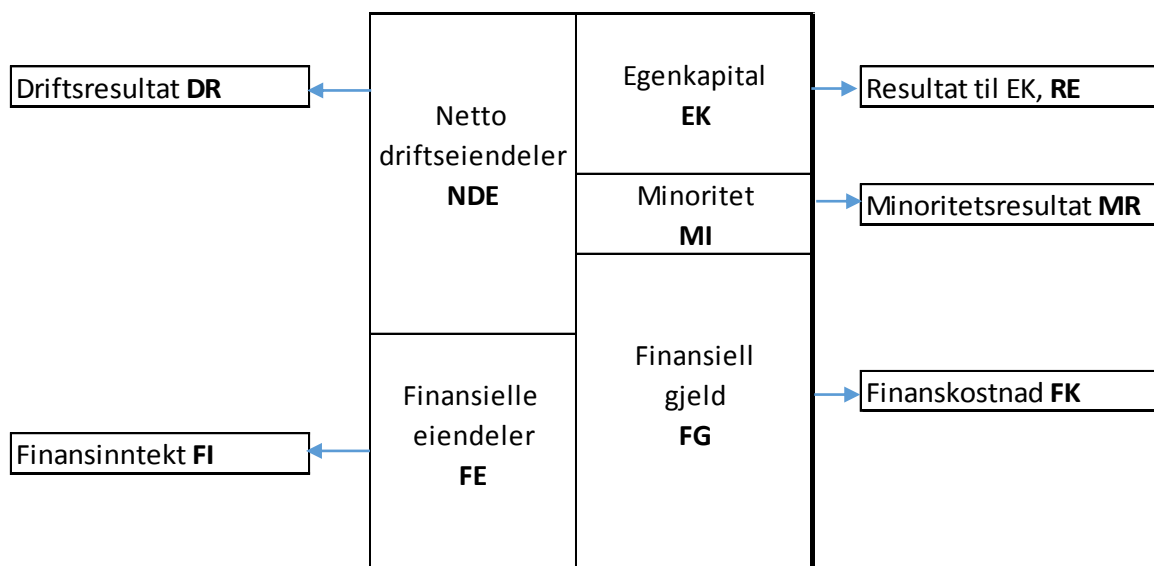 Driftsresultat DR
Netto
driftseiendeler
NDE
Egenkapital
EK
Resultat til EK, RE
Minoritet
MI
Minoritetsresultat MR
Finansielle
eiendeler
FE
Finansinntekt FI
Finansiell
gjeld
FG
Finanskostnad FK